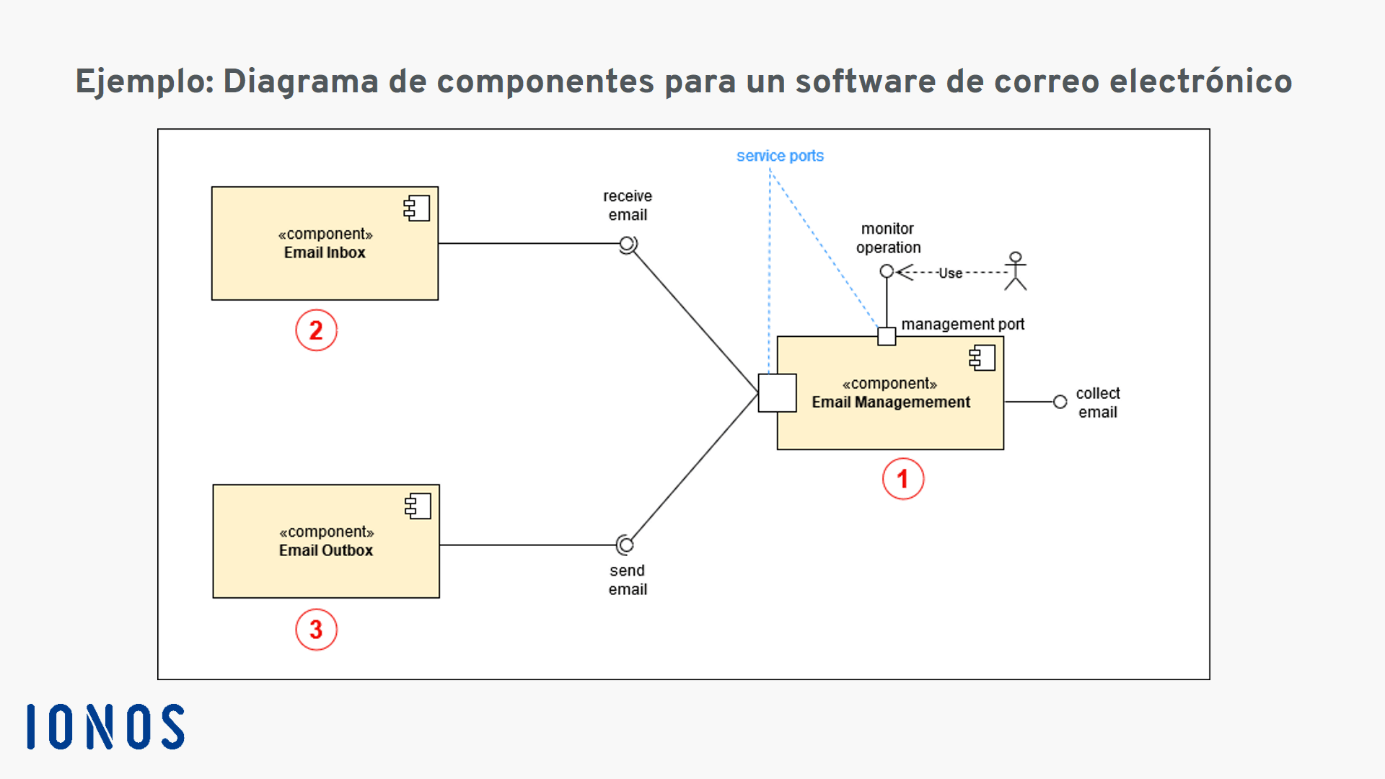 Ejemplo: Diagrama de componentes para un software de correo electrónico
service ports
receive
email
monitor
operation
«component»
Email Inbox
Use
2
management port
«component»
Email Managemement
collect
email
1
«component»
Email Outbox
send
email
3
IONOS